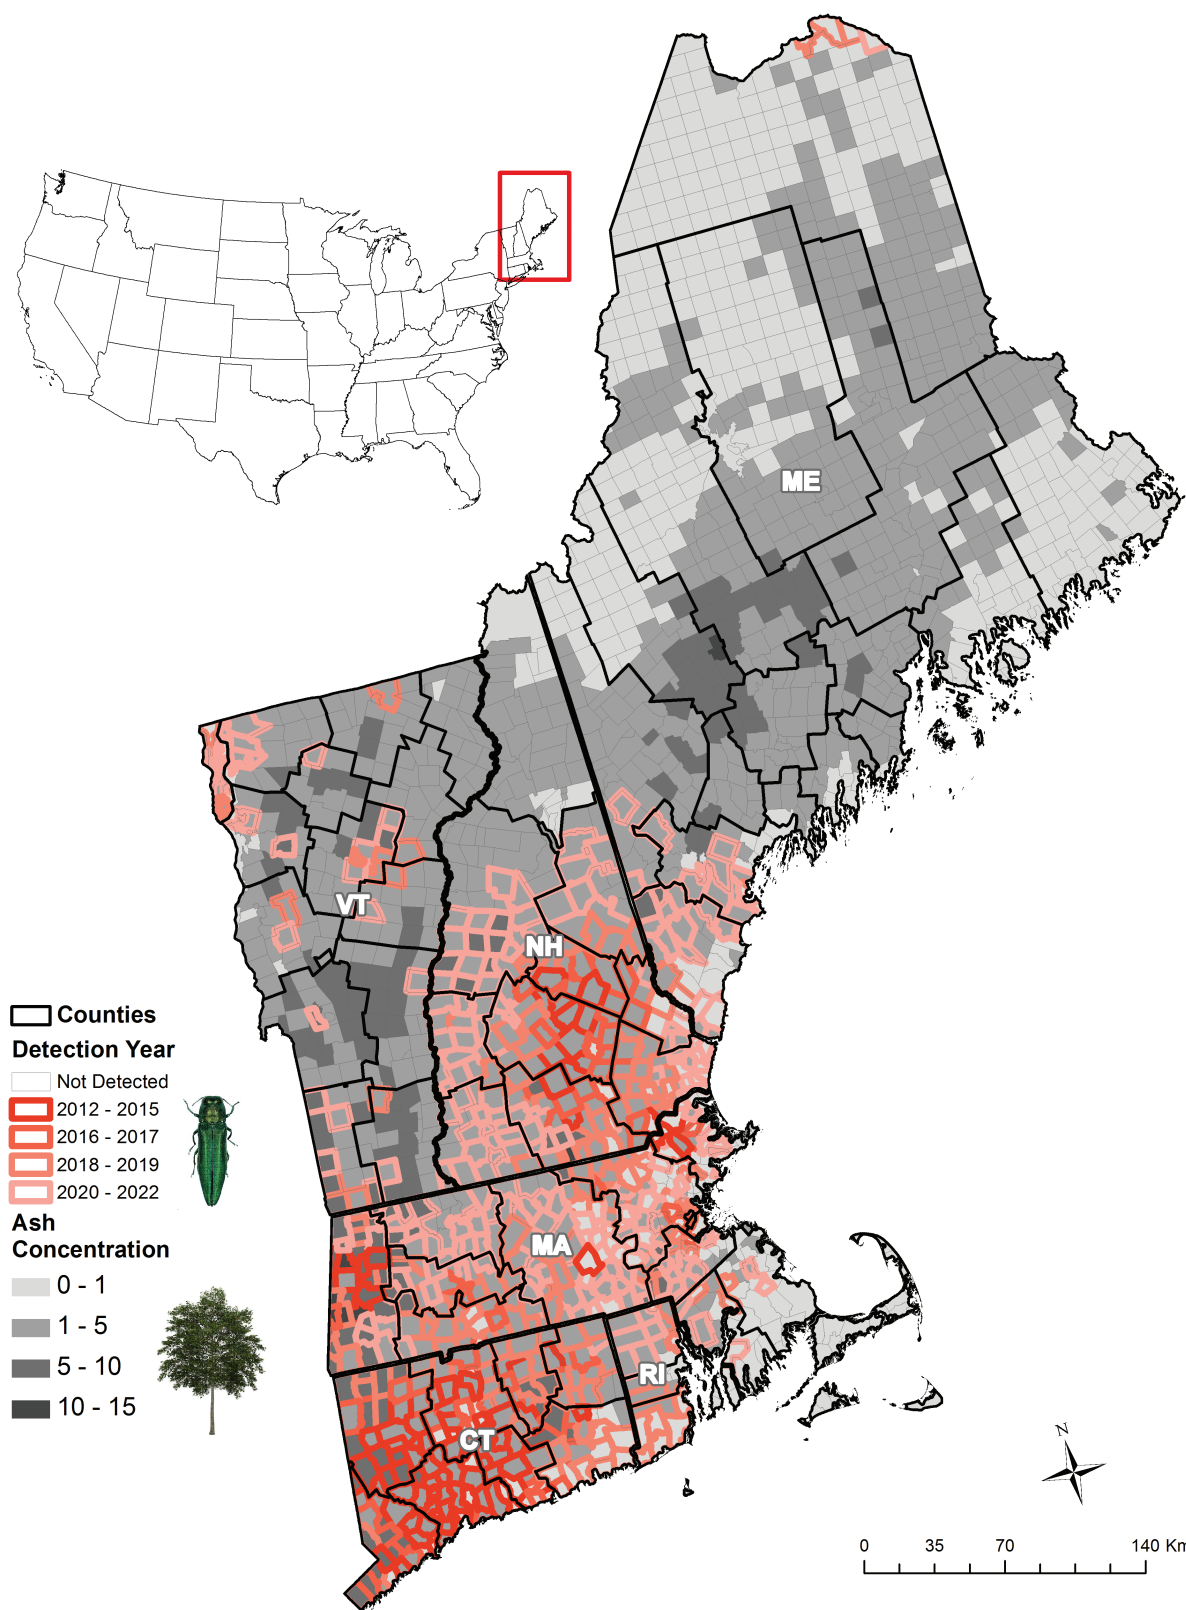 ME
VT
NH
Counties
Detection Year
Not Detected
2012 - 2015
2016 - 2017
2018 - 2019
2020 - 2022
Ash
Concentration
0 - 1
1 - 5
5 - 10
10 - 15
MA
RI
CT
N
0 35 70 140 Km